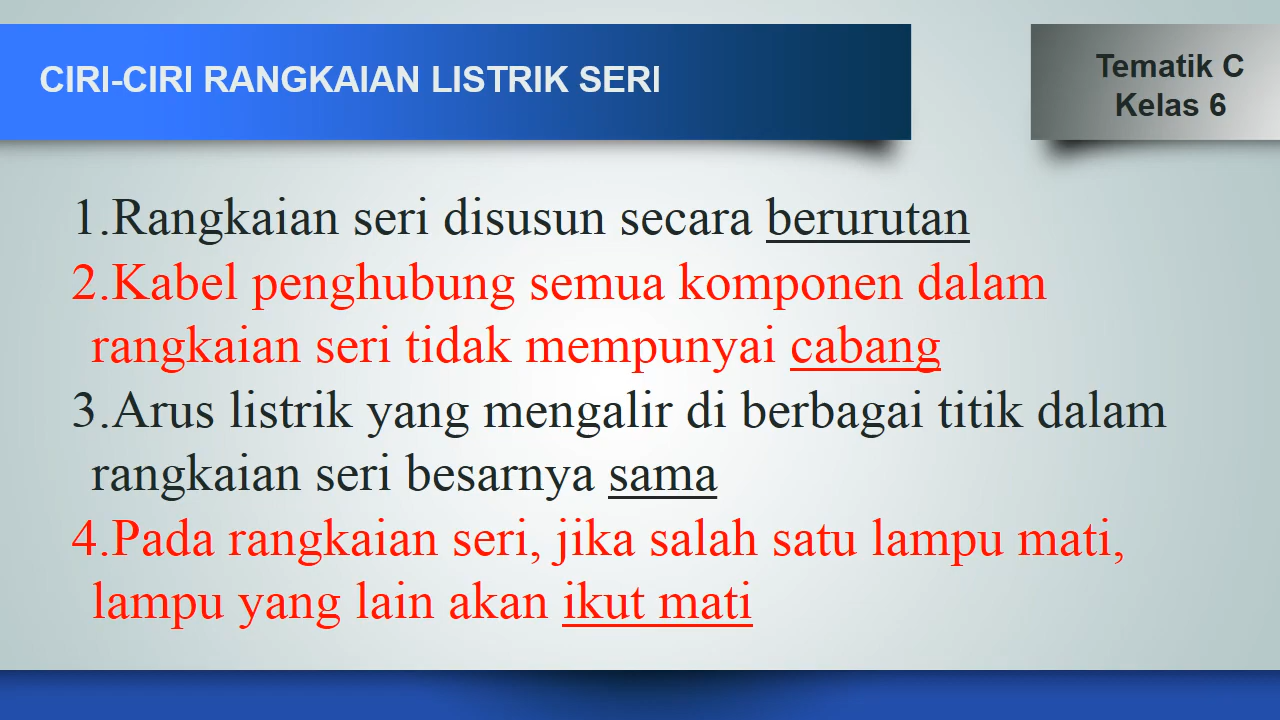 CIRI-CIRI RANGKAIAN LISTRIK SERI
Tematik C
Kelas 6
1.Rangkaian seri disusun secara berurutan
2.Kabel penghubung semua komponen dalam
rangkaian seri tidak mempunyai cabang
3.Arus listrik yang mengalir di berbagai titik dalam
rangkaian seri besarnya sama
4.Pada rangkaian seri, jika salah satu lampu mati,
lampu yang lain akan ikut mati